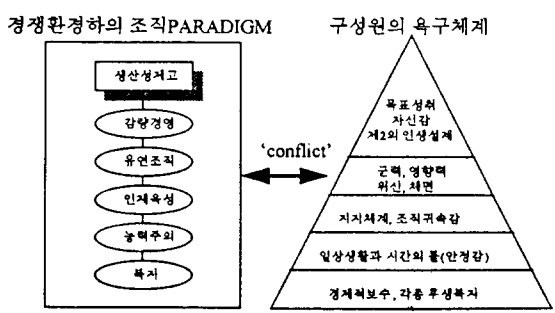 경쟁환경하의 조직PARADIGM
구성원의 욕구체계
생산성제고
감량경영
유연조직
인재육성
능력주의
복지
'conflict'
목표성취
자신감
제2의 인생설계
권력, 영향력
위신, 체면
지지체계, 조직귀속감
일상생활과 시간의 틀(안정감)
경제적보수, 각종 후생복지